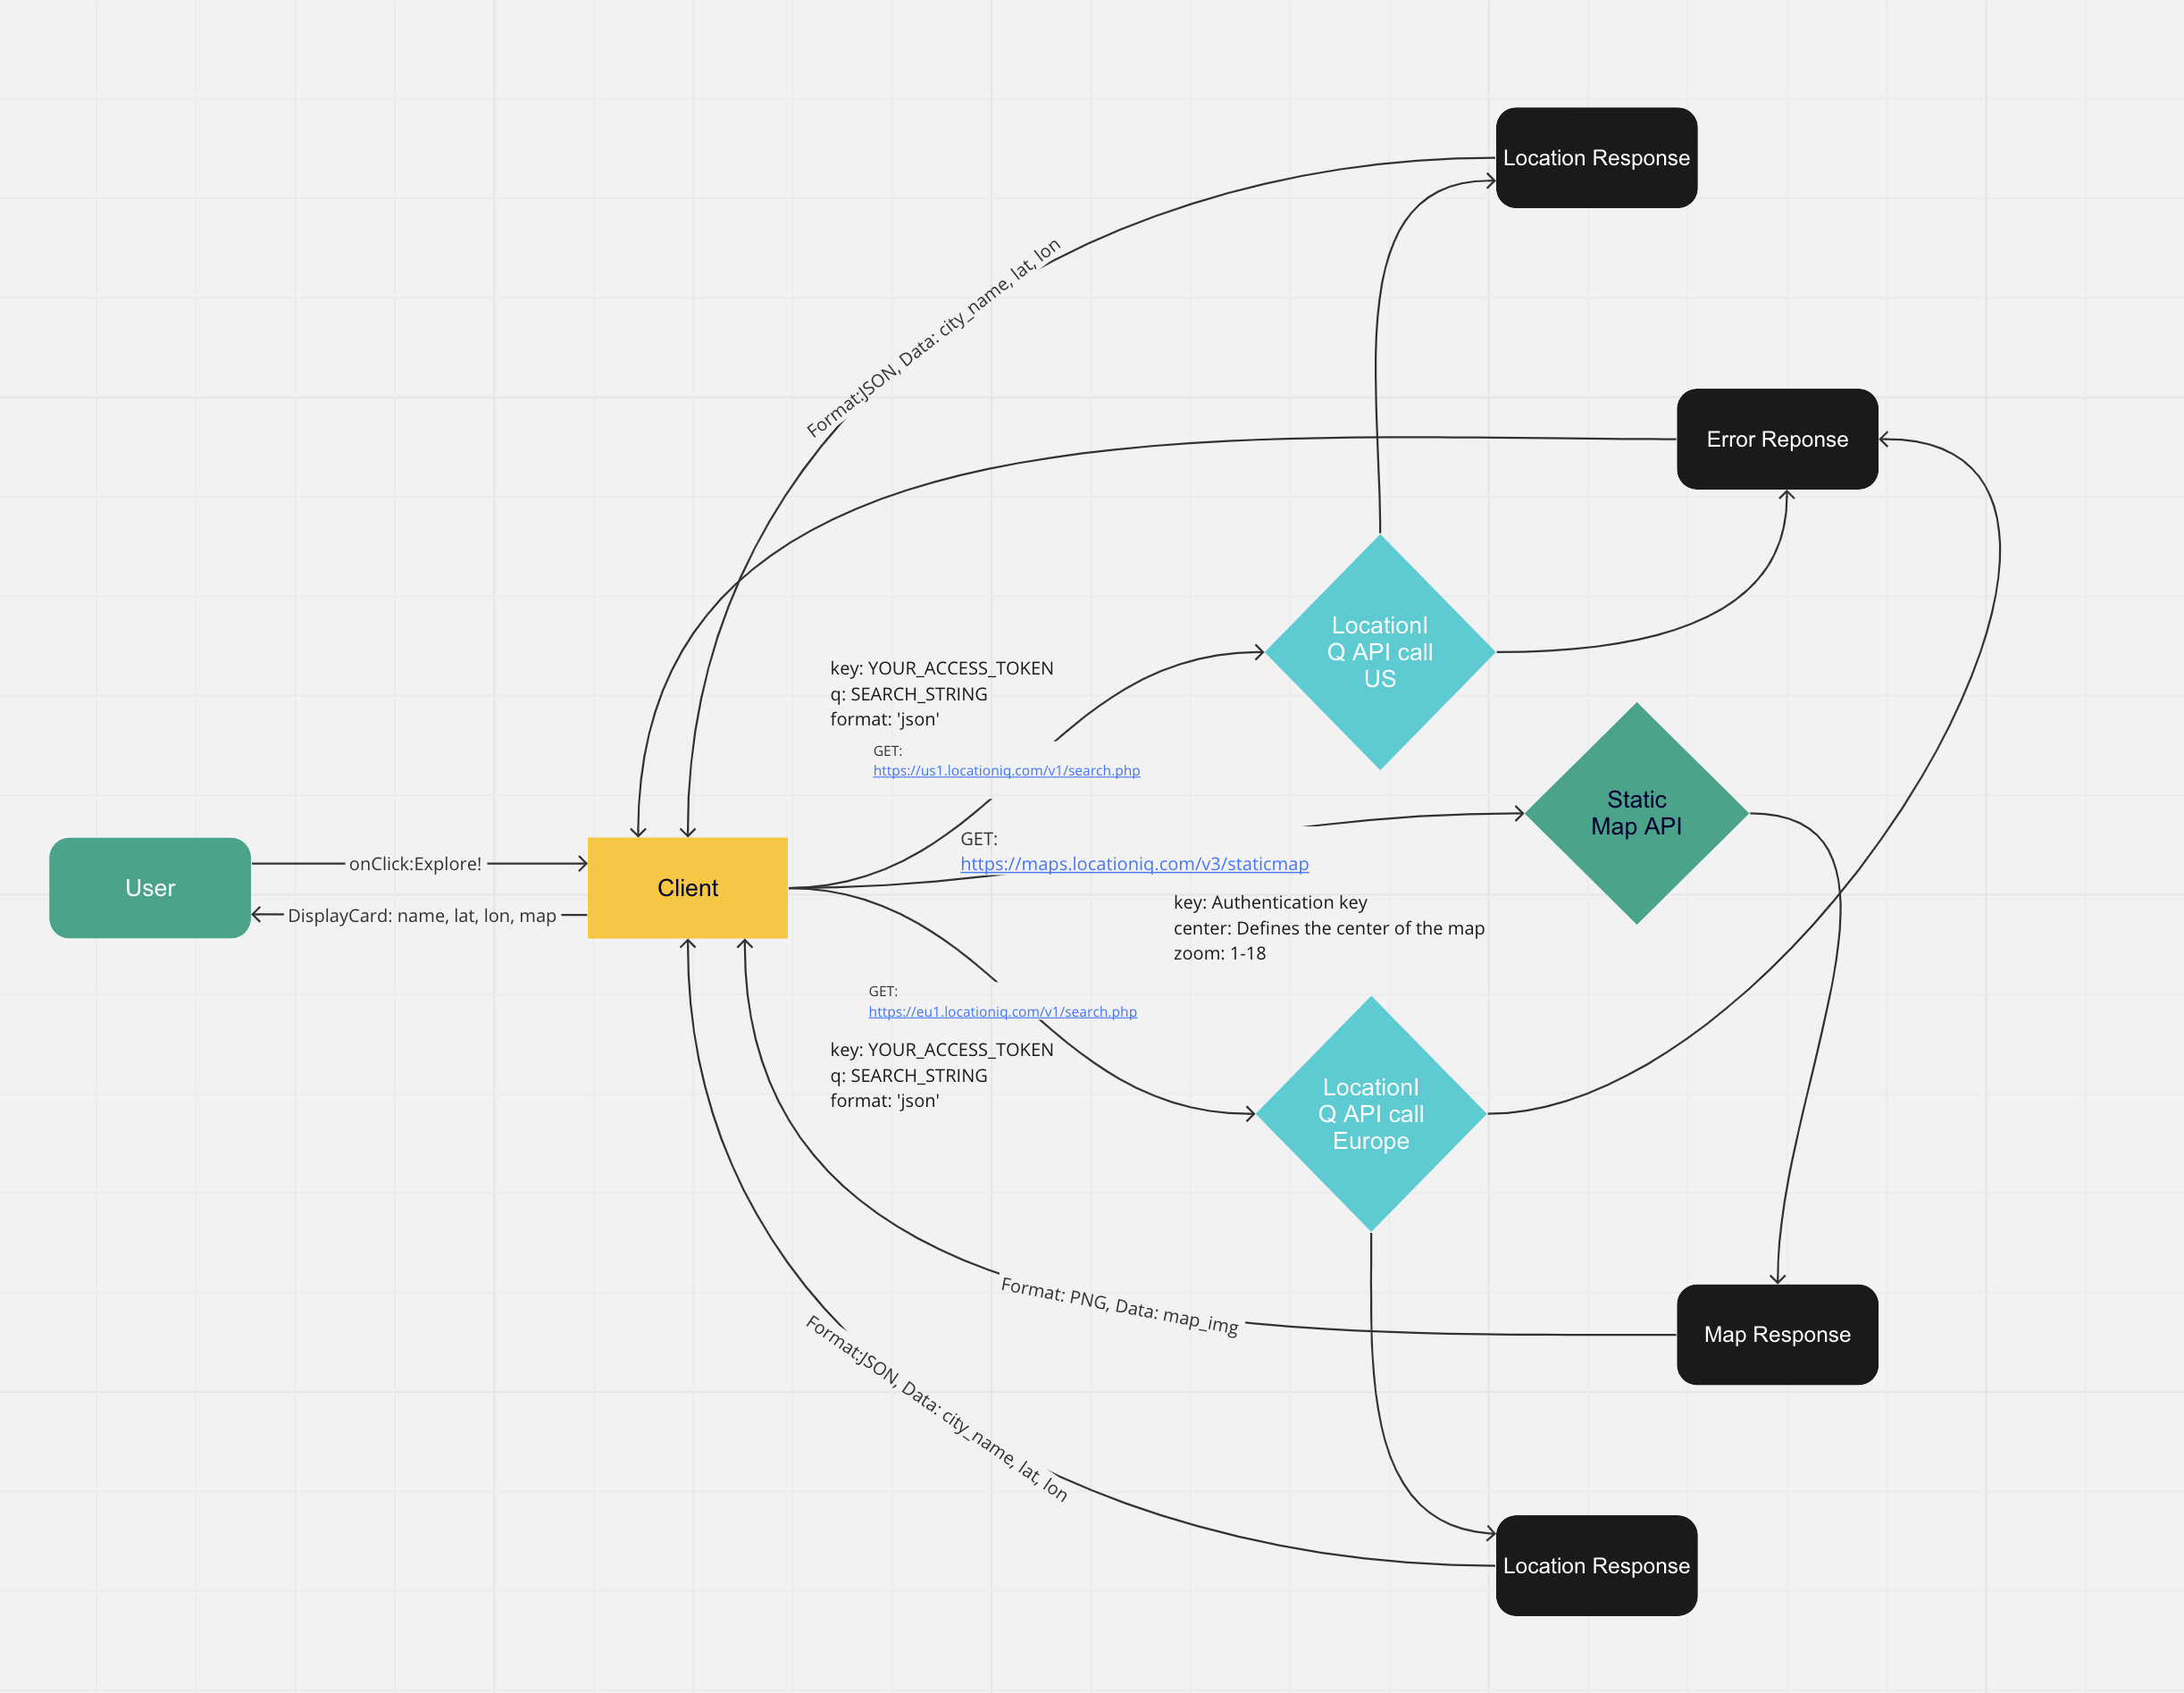 Location Response
Format:JSON, Data: city_name, lat, lon
Error Reponse
LocationI
Q API call
US
key: YOUR_ACCESS_TOKEN
q: SEARCH_STRING
format: 'json'
GET:
https://us1.locationiq.com/v1/search.php
Static
Map API
GET:
https://maps.locationiq.com/v3/staticmap
User
onClick:Explore!
Client
DisplayCard: name, lat, lon, map
key: Authentication key
center: Defines the center of the map
zoom: 1-18
GET:
https://eu1.locationiq.com/v1/search.php
key: YOUR_ACCESS_TOKEN
q: SEARCH_STRING
format: 'json'
LocationI
Q API call
Europe
Format: PNG, Data: map_img
Map Response
Format:JSON, Data: city_name, lat, lon
Location Response